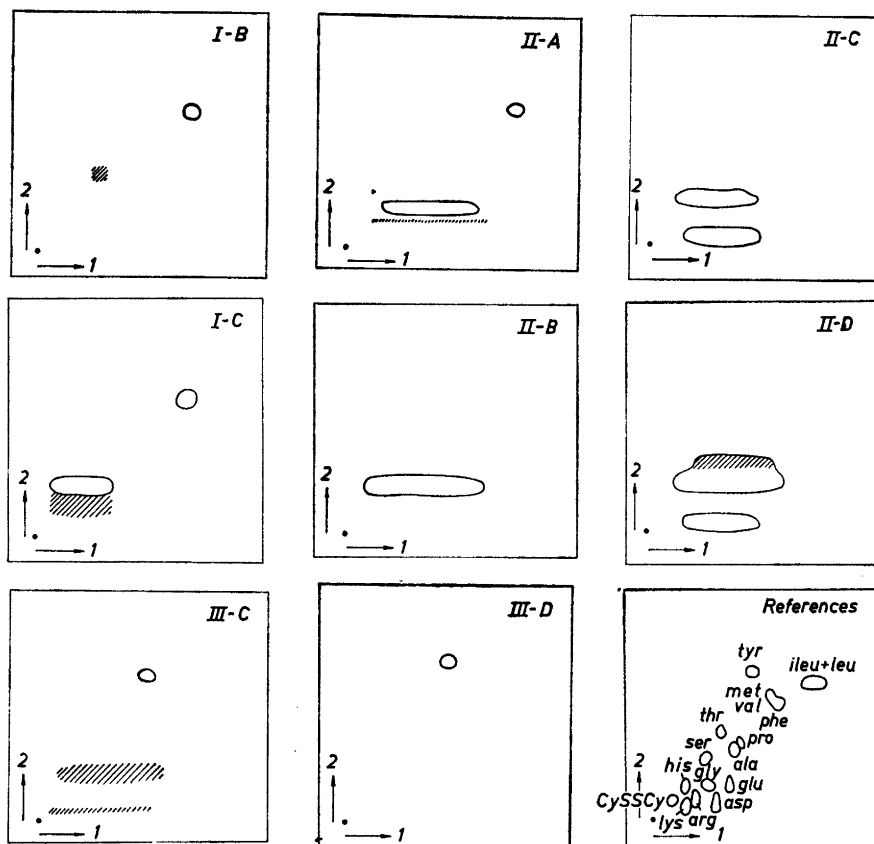 I-B
2
1
II-A
2
1
II-C
2
1
I-C
2
1
II-B
2
1
II-D
2
1
III-C
2
1
III-D
2
1
References
tyr
ileu+leu
met
val
phe
thr
pro
ser
ala
2
his gly
glu
CySSCy
asp
lys arg 1